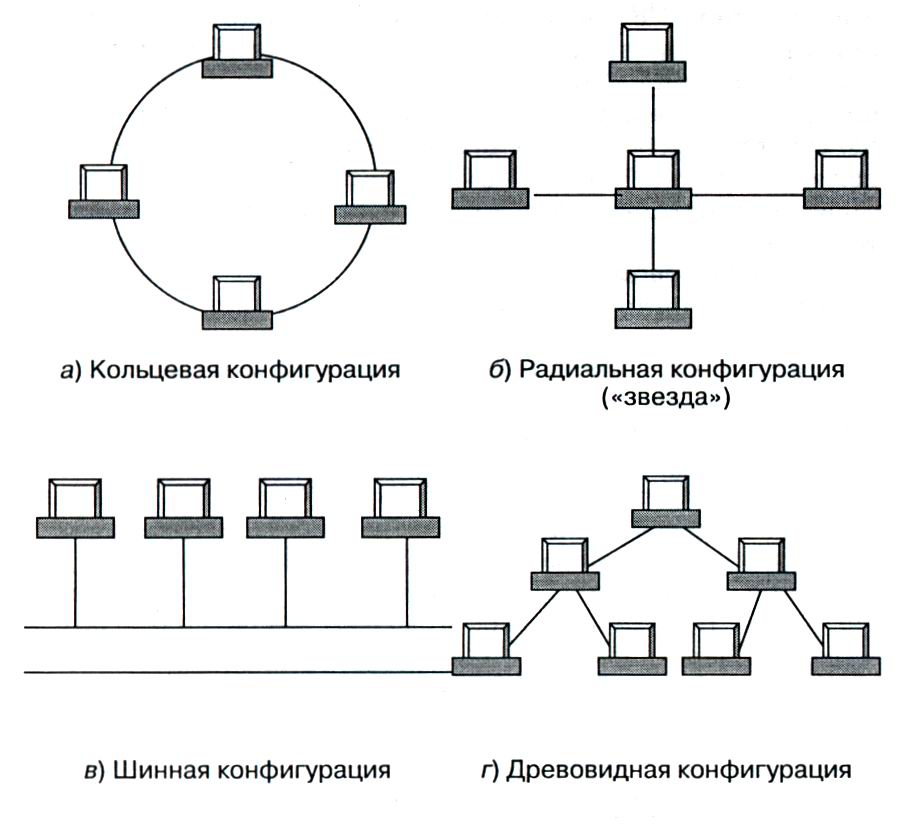 а) Кольцевая конфигурация
б) Радиальная конфигурация
(«звезда»)
в) Шинная конфигурация
г) Древовидная конфигурация